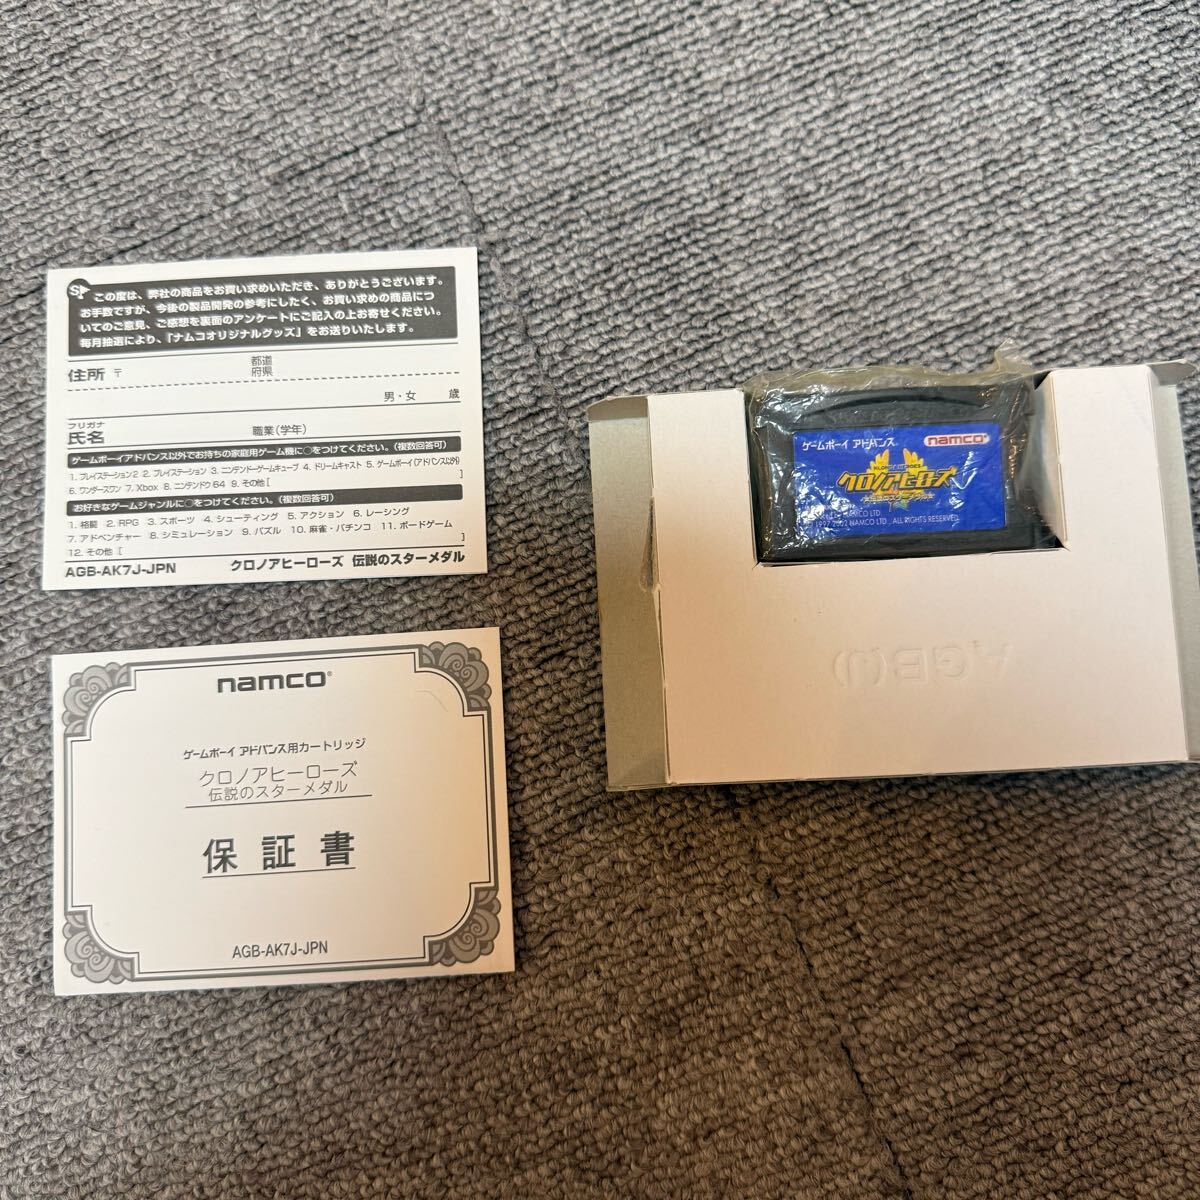 SP
この度は、弊社の商品をお買い求めいただき、ありがとうございます。
お手数ですが、今後の製品開発の参考にしたく、お買い求めの商品につ
いてのご意見、ご感想を裏面のアンケートにご記入の上お寄せください。
毎月抽選により、「ナムコオリジナルグッズ」をお送りいたします。
住所 〒 都道
府県
男・女 歳
フリガナ
氏名 職業(学年)
ゲームボーイアドバンス以外でお持ちの家庭用ゲーム機に○をつけてください。(複数回答可)
1. プレイステーション2 2. プレイステーション 3. ニンテンドーゲームキューブ 4. ドリームキャスト 5. ゲームボーイ(アドバンス以外)
6. ワンダースワン 7. Xbox 8. ニンテンドウ64 9. その他 [ ]
お好きなゲームジャンルに○をつけてください。(複数回答可)
1. 格闘 2. RPG 3. スポーツ 4. シューティング 5. アクション 6. レーシング
7. アドベンチャー 8. シミュレーション 9. パズル 10. 麻雀・パチンコ 11. ボードゲーム
12. その他 [ ]
AGB-AK7J-JPN クロノアヒーローズ 伝説のスターメダル
namco®
ゲームボーイ アドバンス用カートリッジ
クロノアヒーローズ
伝説のスターメダル
保証書
AGB-AK7J-JPN
ゲームボーイ アドバンス namco®
KLONOA HEROES
クロノアヒーローズ
伝説のスターメダル
NAMCO LTD
1997 2002 NAMCO LTD., ALL RIGHTS RESERVED.
AGB(J)